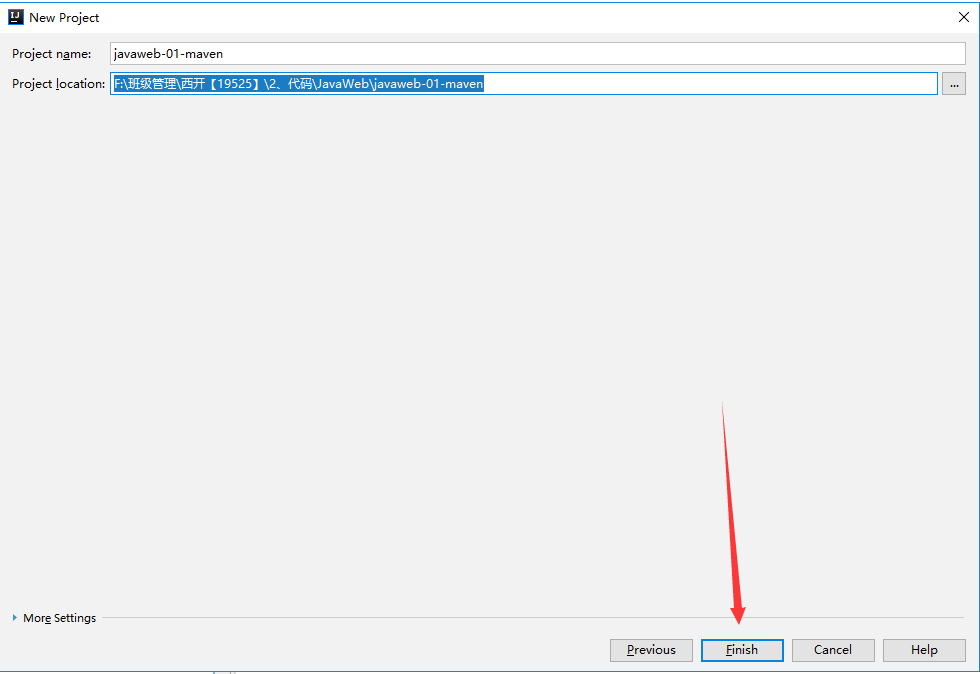 New Project
Project name: javaweb-01-maven
Project location: F:\班级管理\西开【19525】\2、代码\JavaWeb\javaweb-01-maven ...
More Settings
Previous Finish Cancel Help